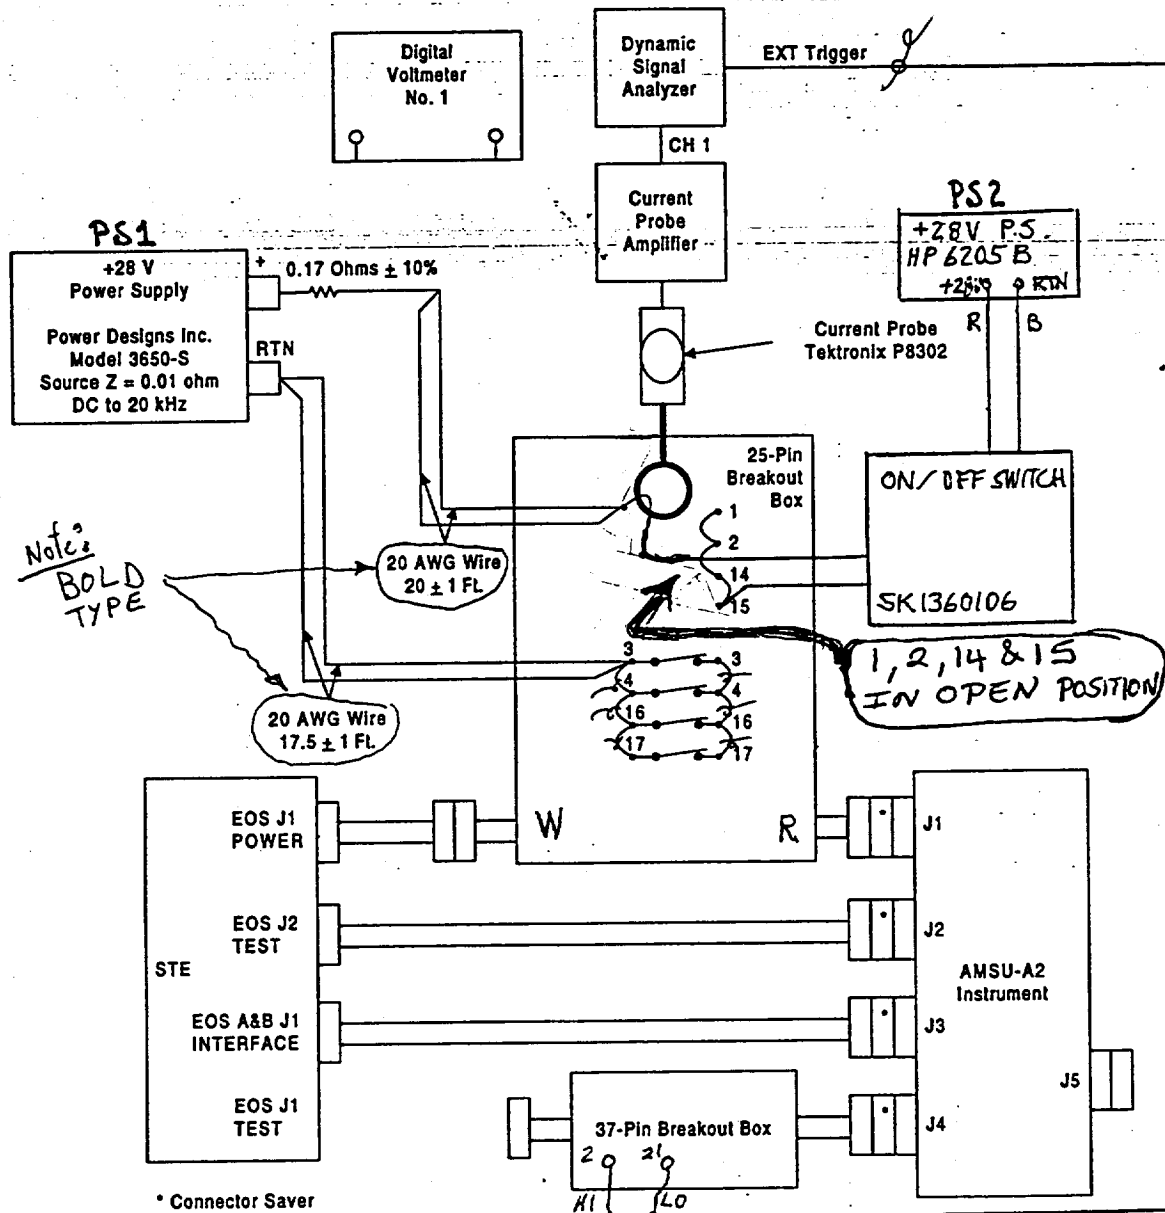 Digital
Voltmeter
No. 1
Dynamic
Signal
Analyzer
EXT Trigger
CH 1
Current
Probe
Amplifier
PS2
+28V P.S.
HP 6205B
+28V
RTN
R
B
PS1
+28 V
Power Supply
Power Designs Inc.
Model 3650-S
Source Z = 0.01 ohm
DC to 20 kHz
+
0.17 Ohms ± 10%
RTN
Current Probe
Tektronix P8302
25-Pin
Breakout
Box
1
2
14
15
ON/OFF SWITCH
SK1360106
Note:
BOLD
TYPE
20 AWG Wire
20 ± 1 Ft.
20 AWG Wire
17.5 ± 1 Ft.
3
4
16
17
3
4
16
17
1, 2, 14 & 15
IN OPEN POSITION
W
R
EOS J1
POWER
EOS J2
TEST
STE
EOS A&B J1
INTERFACE
EOS J1
TEST
*
J1
*
J2
*
J3
*
J4
J5
AMSU-A2
Instrument
37-Pin Breakout Box
2
21
HI
LO
* Connector Saver